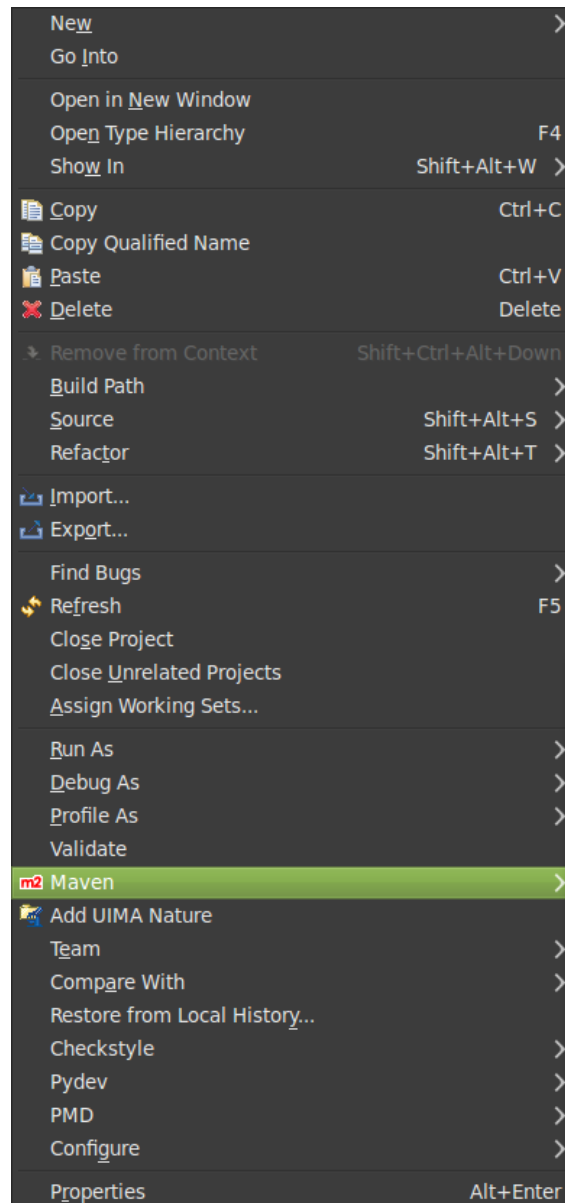 New
Go Into
Open in New Window
Open Type Hierarchy F4
Show In Shift+Alt+W
Copy Ctrl+C
Copy Qualified Name
Paste Ctrl+V
Delete Delete
Remove from Context Shift+Ctrl+Alt+Down
Build Path
Source Shift+Alt+S
Refactor Shift+Alt+T
Import...
Export...
Find Bugs
Refresh F5
Close Project
Close Unrelated Projects
Assign Working Sets...
Run As
Debug As
Profile As
Validate
m2 Maven
Add UIMA Nature
Team
Compare With
Restore from Local History...
Checkstyle
Pydev
PMD
Configure
Properties Alt+Enter